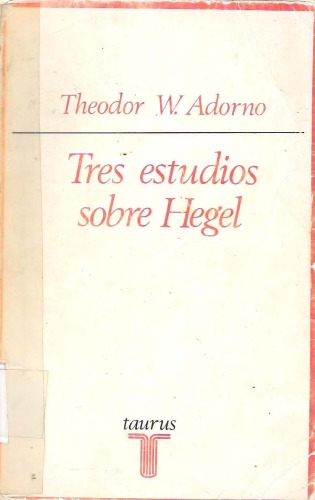 Theodor W. Adorno
Tres estudios
sobre Hegel
taurus